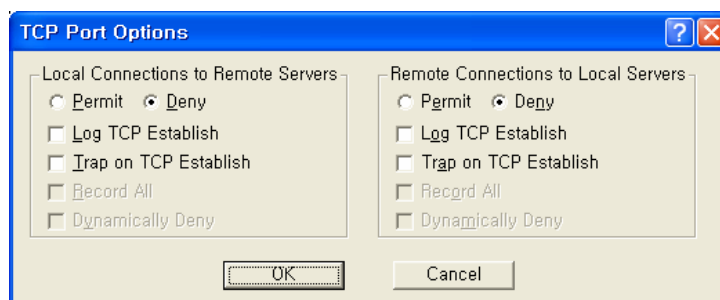 TCP Port Options
Local Connections to Remote Servers
Permit Deny
Log TCP Establish
Trap on TCP Establish
Record All
Dynamically Deny
Remote Connections to Local Servers
Permit Deny
Log TCP Establish
Trap on TCP Establish
Record All
Dynamically Deny
OK Cancel